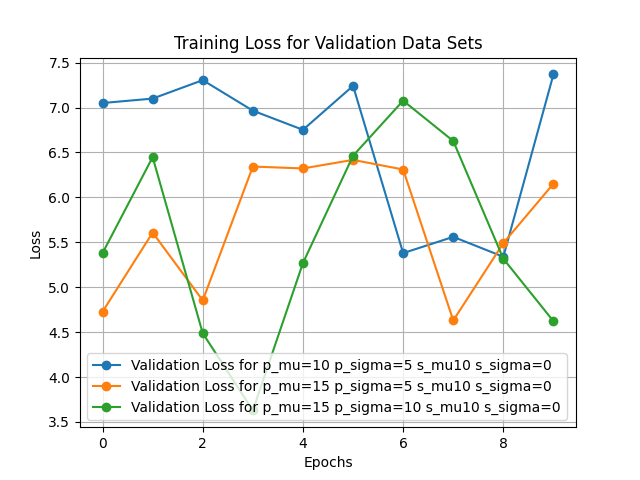 Training Loss for Validation Data Sets
7.5
7.0
6.5
6.0
5.5
5.0
4.5
4.0
3.5
Loss
Validation Loss for p_mu=10 p_sigma=5 s_mu10 s_sigma=0
Validation Loss for p_mu=15 p_sigma=5 s_mu10 s_sigma=0
Validation Loss for p_mu=15 p_sigma=10 s_mu10 s_sigma=0
0 2 4 6 8
Epochs